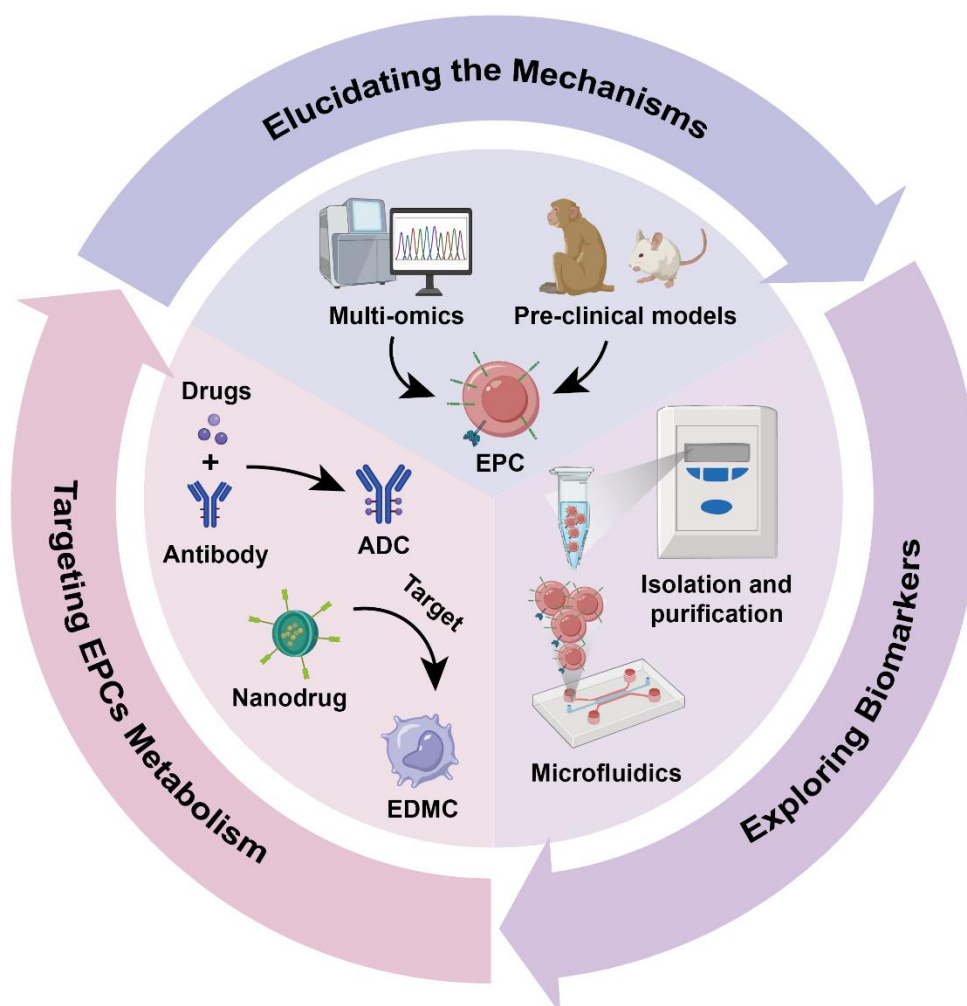 Elucidating the Mechanisms
Multi-omics
Pre-clinical models
EPC
Drugs
+
Antibody
ADC
Target
Nanodrug
EDMC
Isolation and
purification
Microfluidics
Exploring Biomarkers
Targeting EPCs Metabolism